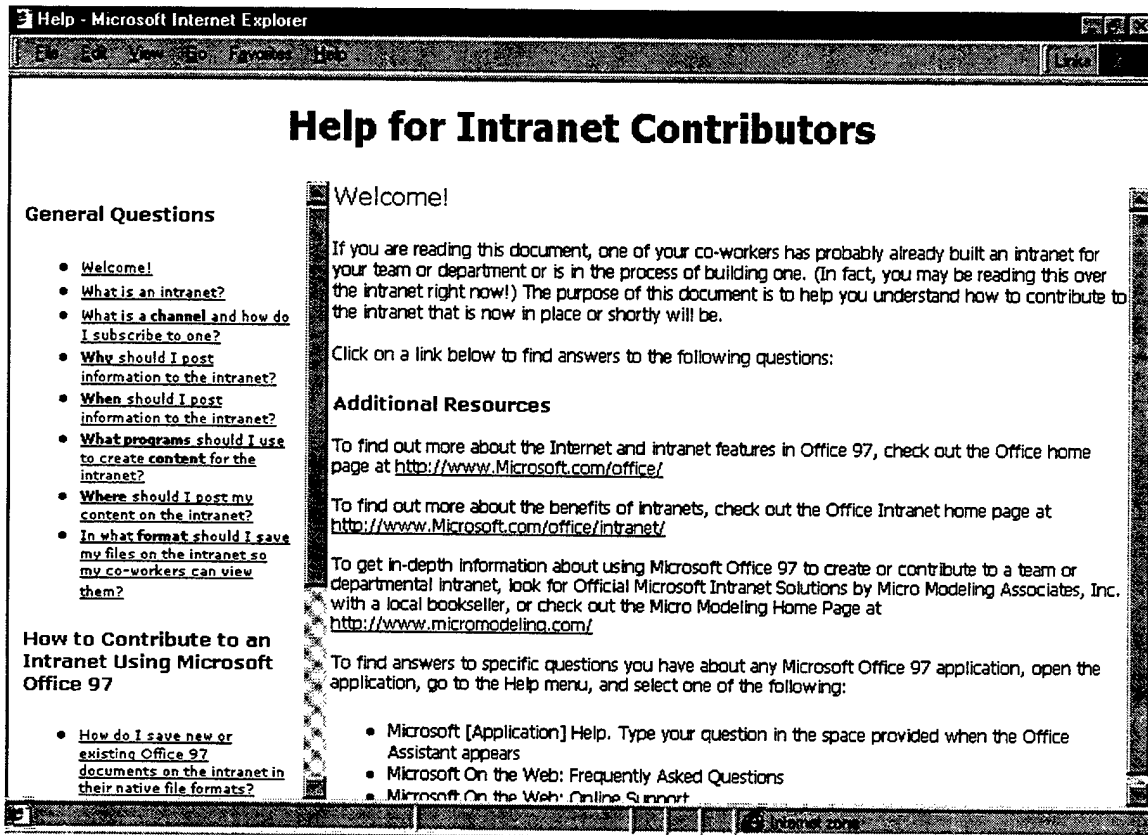 Help - Microsoft Internet Explorer
File Edit View Go Favorites Help
Links
Help for Intranet Contributors
General Questions
Welcome!
What is an intranet?
What is a channel and how do
I subscribe to one?
Why should I post
information to the intranet?
When should I post
information to the intranet?
What programs should I use
to create content for the
intranet?
Where should I post my
content on the intranet?
In what format should I save
my files on the intranet so
my co-workers can view
them?
How to Contribute to an
Intranet Using Microsoft
Office 97
How do I save new or
existing Office 97
documents on the intranet in
their native file formats?
Welcome!
If you are reading this document, one of your co-workers has probably already built an intranet for
your team or department or is in the process of building one. (In fact, you may be reading this over
the intranet right now!) The purpose of this document is to help you understand how to contribute to
the intranet that is now in place or shortly will be.
Click on a link below to find answers to the following questions:
Additional Resources
To find out more about the Internet and intranet features in Office 97, check out the Office home
page at http://www.Microsoft.com/office/
To find out more about the benefits of intranets, check out the Office Intranet home page at
http://www.Microsoft.com/office/intranet/
To get in-depth information about using Microsoft Office 97 to create or contribute to a team or
departmental intranet, look for Official Microsoft Intranet Solutions by Micro Modeling Associates, Inc.
with a local bookseller, or check out the Micro Modeling Home Page at
http://www.micromodeling.com/
To find answers to specific questions you have about any Microsoft Office 97 application, open the
application, go to the Help menu, and select one of the following:
Microsoft [Application] Help. Type your question in the space provided when the Office
Assistant appears
Microsoft On the Web: Frequently Asked Questions
Microsoft On the Web: Online Support
Internet zone